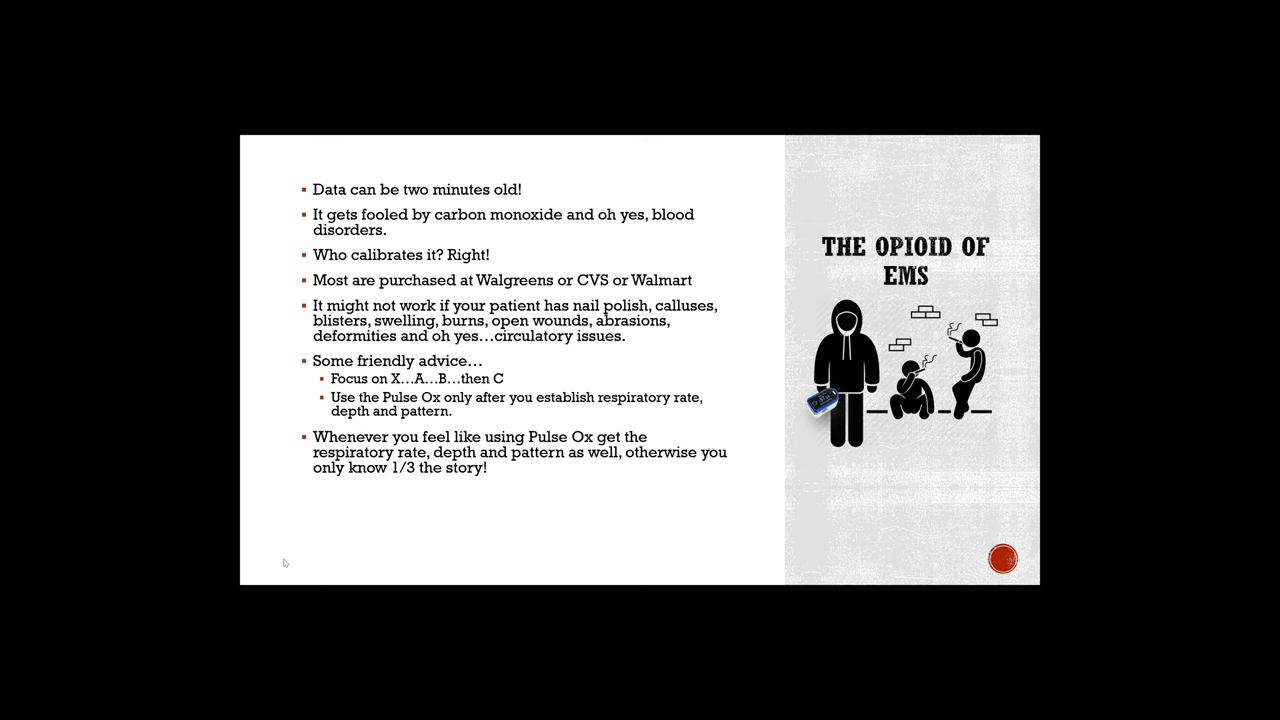 Data can be two minutes old!
It gets fooled by carbon monoxide and oh yes, blood
disorders.
Who calibrates it? Right!
Most are purchased at Walgreens or CVS or Walmart
It might not work if your patient has nail polish, calluses,
blisters, swelling, burns, open wounds, abrasions,
deformities and oh yes...circulatory issues.
Some friendly advice...
Focus on X...A...B...then C
Use the Pulse Ox only after you establish respiratory rate,
depth and pattern.
Whenever you feel like using Pulse Ox get the
respiratory rate, depth and pattern as well, otherwise you
only know 1/3 the story!
THE OPIOID OF
EMS